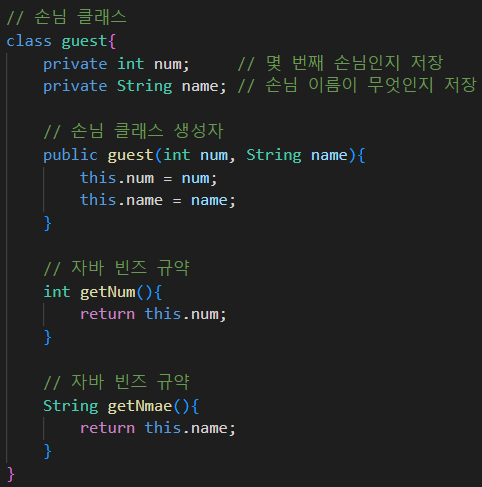 // 손님 클래스
class guest{
    private int num;     // 몇 번째 손님인지 저장
    private String name; // 손님 이름이 무엇인지 저장
    // 손님 클래스 생성자
    public guest(int num, String name){
        this.num = num;
        this.name = name;
    }
    // 자바 빈즈 규약
    int getNum(){
        return this.num;
    }
    // 자바 빈즈 규약
    String getNmae(){
        return this.name;
    }
}